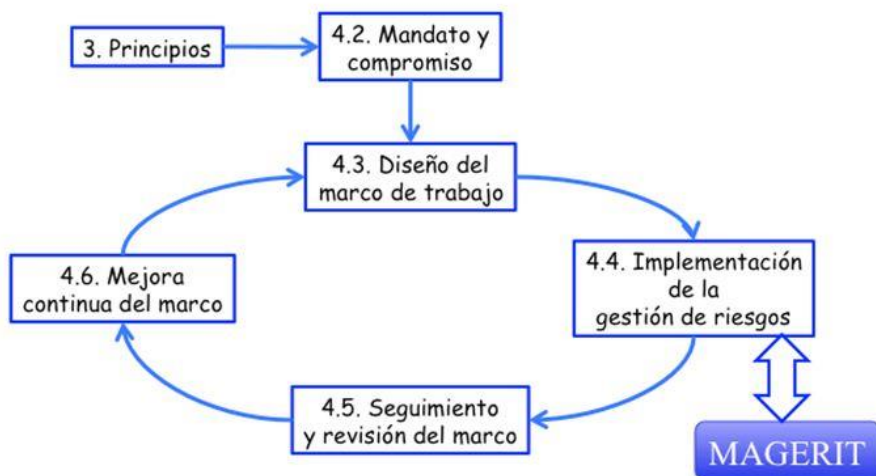 3. Principios
4.2. Mandato y
compromiso
4.3. Diseño del
marco de trabajo
4.6. Mejora
continua del marco
4.4. Implementación
de la
gestión de riesgos
4.5. Seguimiento
y revisión del marco
MAGERIT